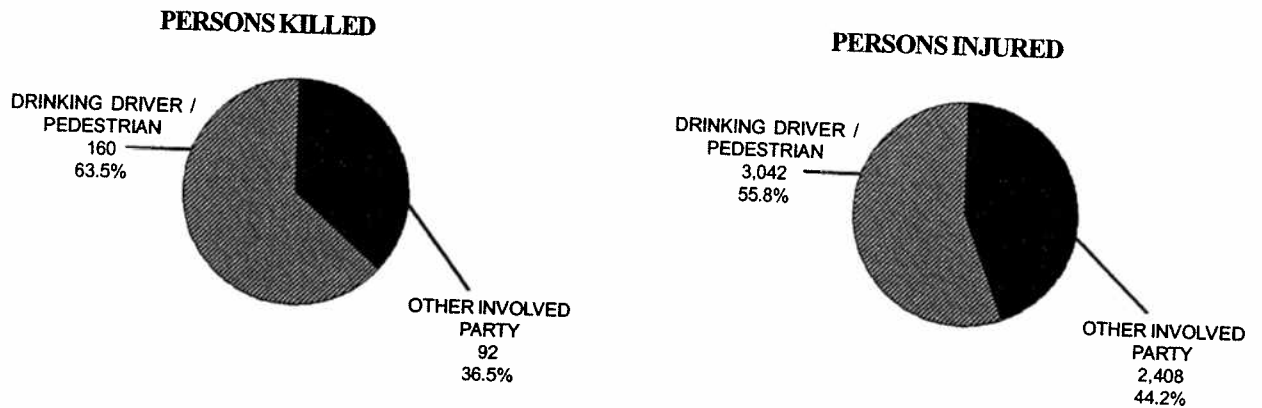 PERSONS KILLED
DRINKING DRIVER /
PEDESTRIAN
160
63.5%
OTHER INVOLVED
PARTY
92
36.5%
PERSONS INJURED
DRINKING DRIVER /
PEDESTRIAN
3,042
55.8%
OTHER INVOLVED
PARTY
2,408
44.2%